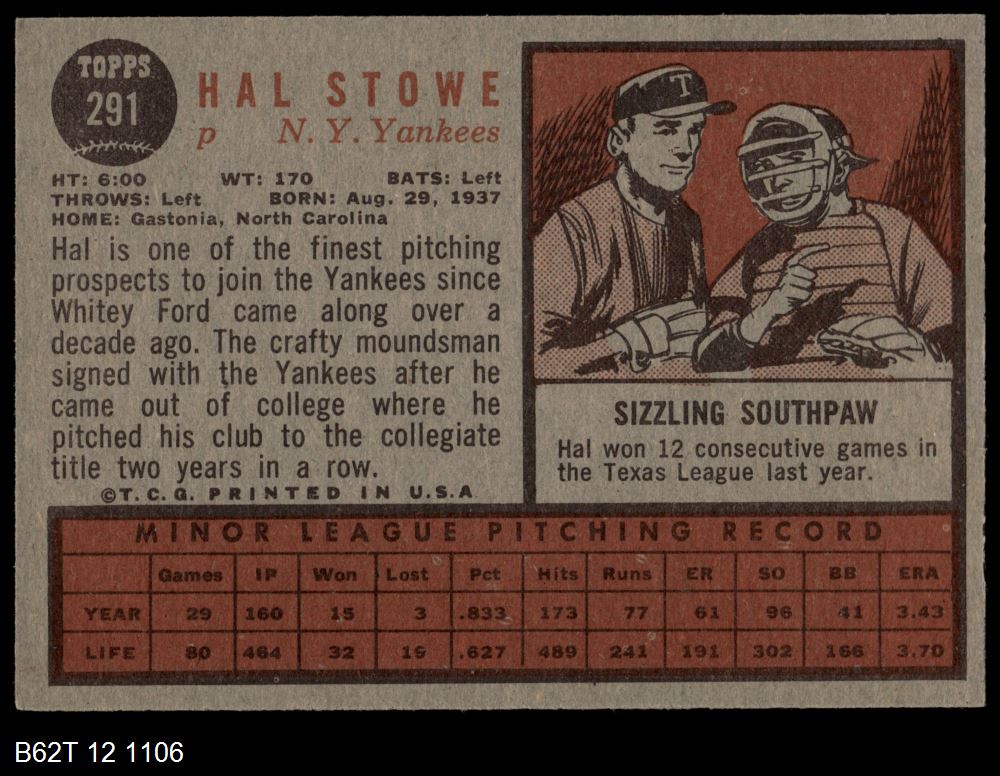 TOPPS
291
HAL STOWE
p N. Y. Yankees
HT: 6:00 WT: 170 BATS: Left
THROWS: Left BORN: Aug. 29, 1937
HOME: Gastonia, North Carolina
Hal is one of the finest pitching
prospects to join the Yankees since
Whitey Ford came along over a
decade ago. The crafty moundsman
signed with the Yankees after he
came out of college where he
pitched his club to the collegiate
title two years in a row.
©T. C. G. PRINTED IN U.S.A
T
SIZZLING SOUTHPAW
Hal won 12 consecutive games in
the Texas League last year.
MINOR LEAGUE PITCHING RECORD
Games IP Won Lost Pct Hits Runs ER SO BB ERA
YEAR 29 160 15 3 .833 173 77 61 96 41 3.43
LIFE 80 464 32 19 .627 489 241 191 302 166 3.70
B62T 12 1106